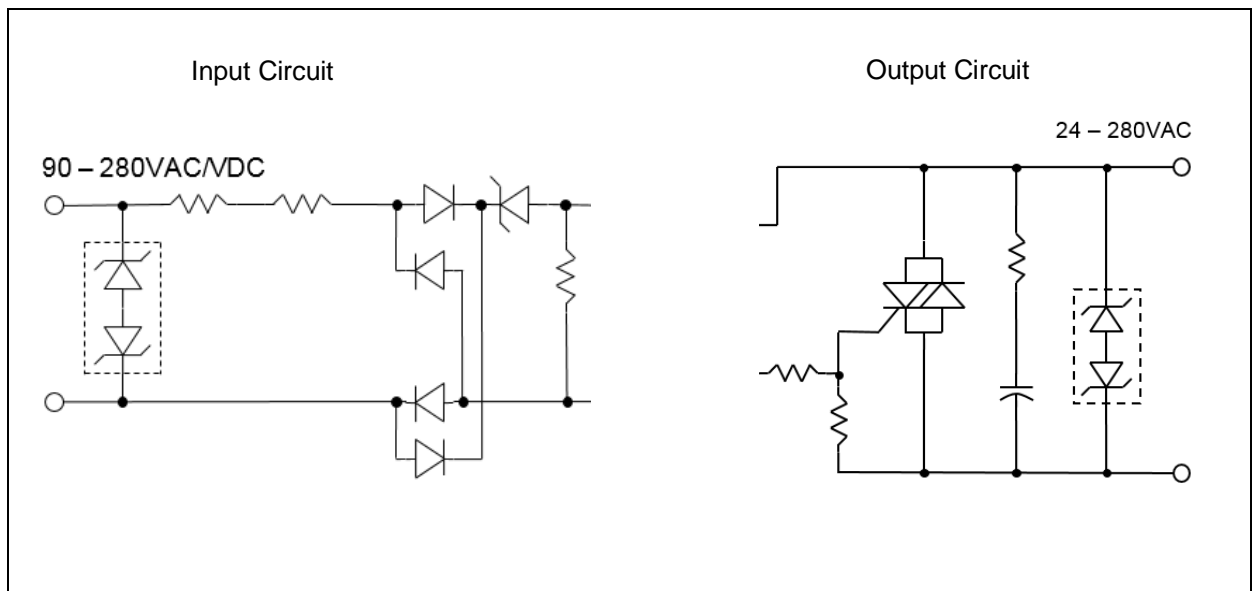 Input Circuit
Output Circuit
24 – 280VAC
90 – 280VAC/VDC